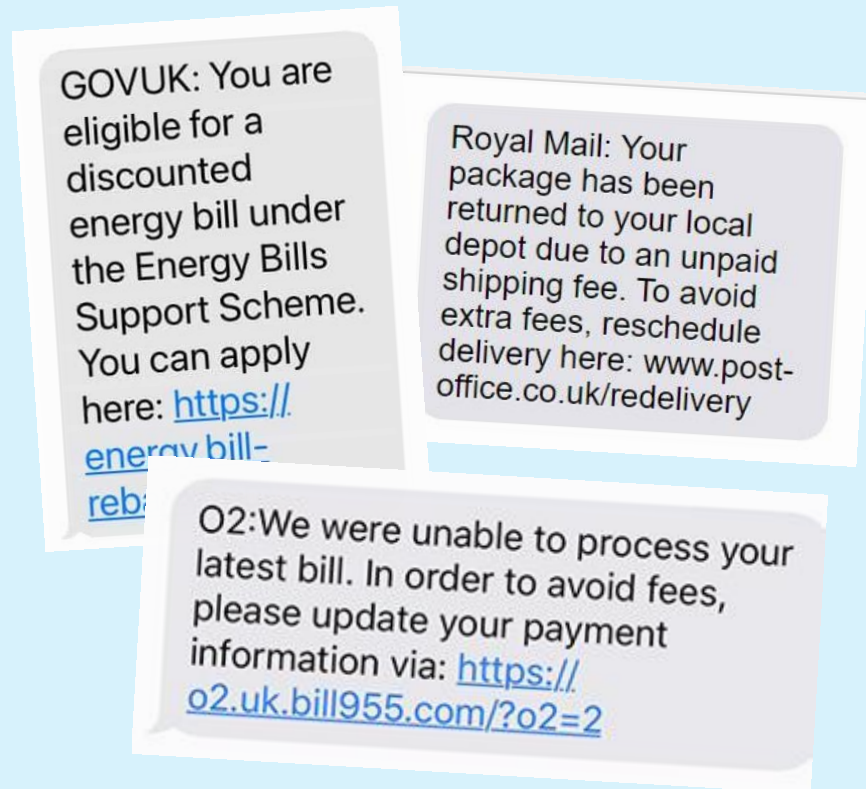 GOVUK: You are
eligible for a
discounted
energy bill under
the Energy Bills
Support Scheme.
You can apply
here: https://
energy.bill-
Royal Mail: Your
package has been
returned to your local
depot due to an unpaid
shipping fee. To avoid
extra fees, reschedule
delivery here: www.post-
office.co.uk/redelivery
O2:We were unable to process your
latest bill. In order to avoid fees,
please update your payment
information via: https://
o2.uk.bill955.com/?o2=2